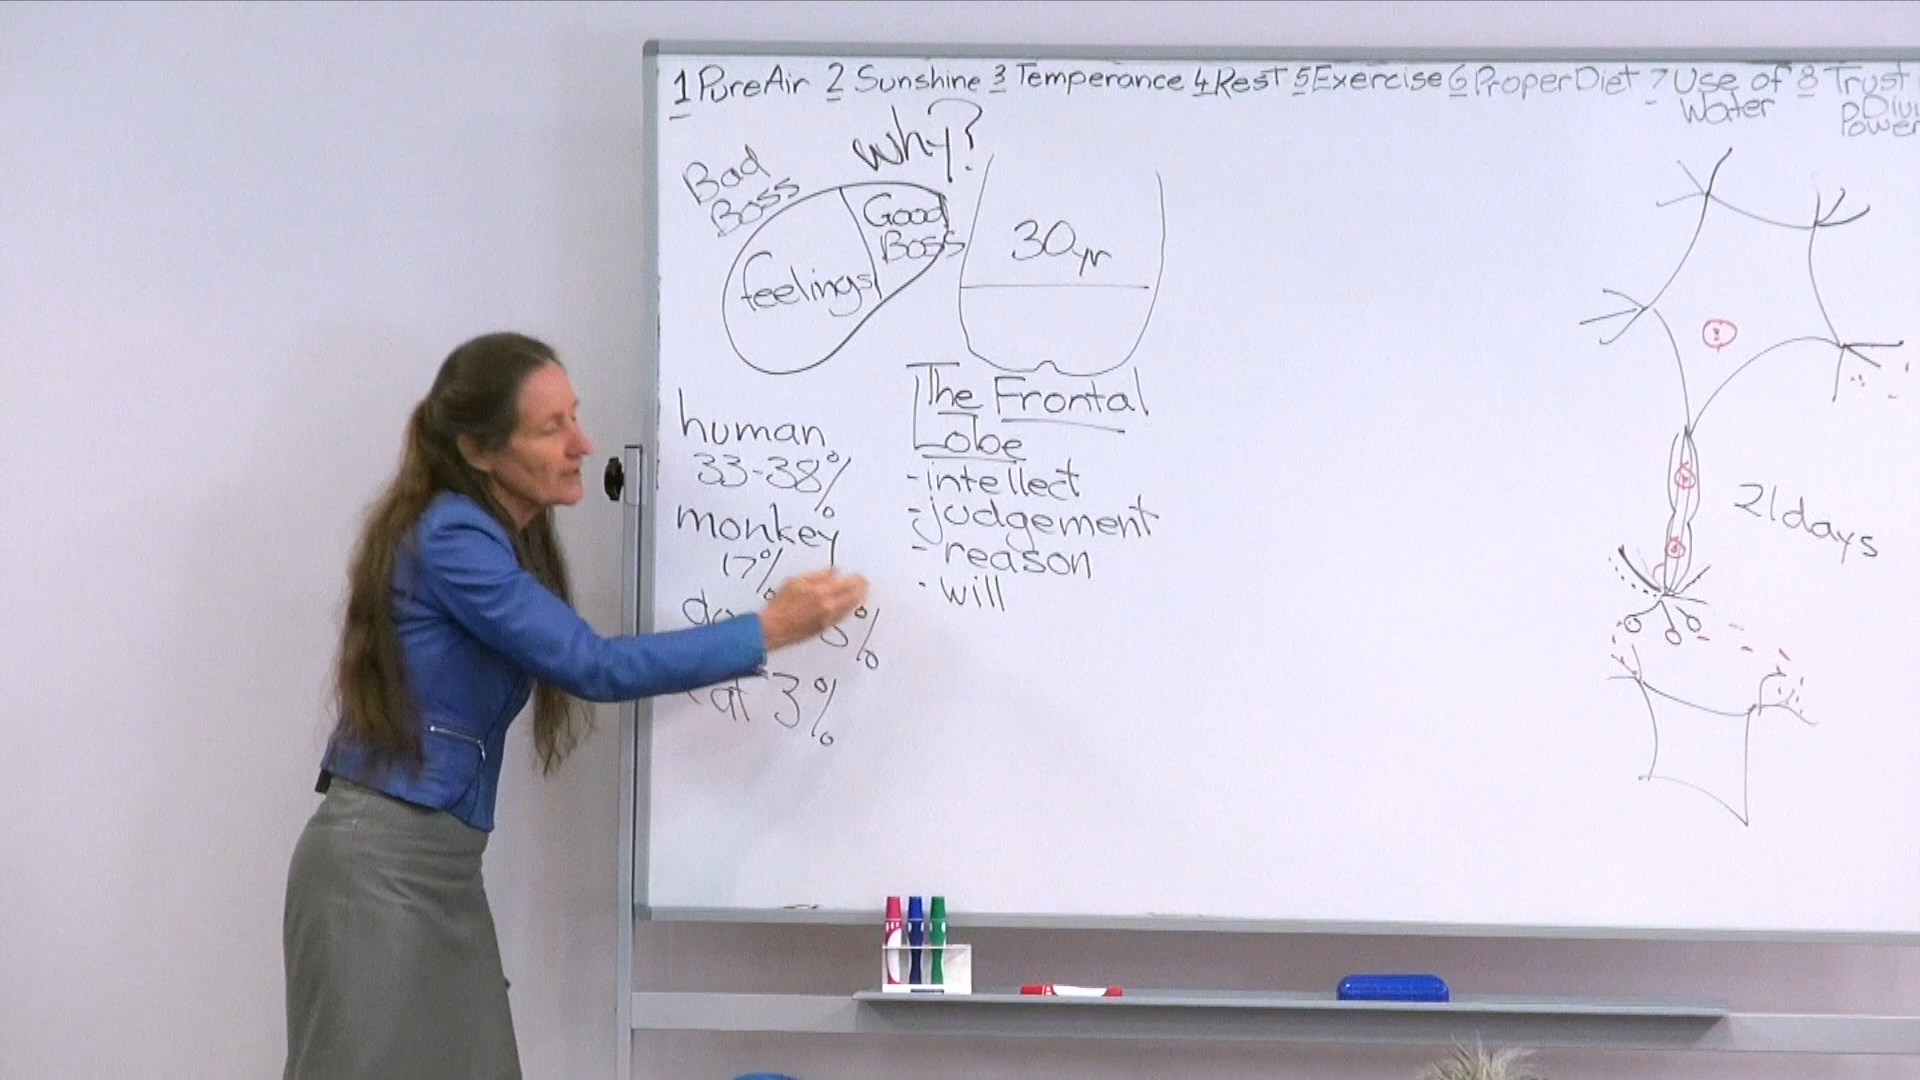 1 Pure Air 2 Sunshine 3 Temperance 4 Rest 5 Exercise 6 Proper Diet 7 Use of 8 Trust
Water
Power
Why?
Bad
Boss
Good
Boss
feelings
30yr
The Frontal
Lobe
- intellect
- judgement
- reason
- will
human
33-38%
monkey
17%
%
3%
21days